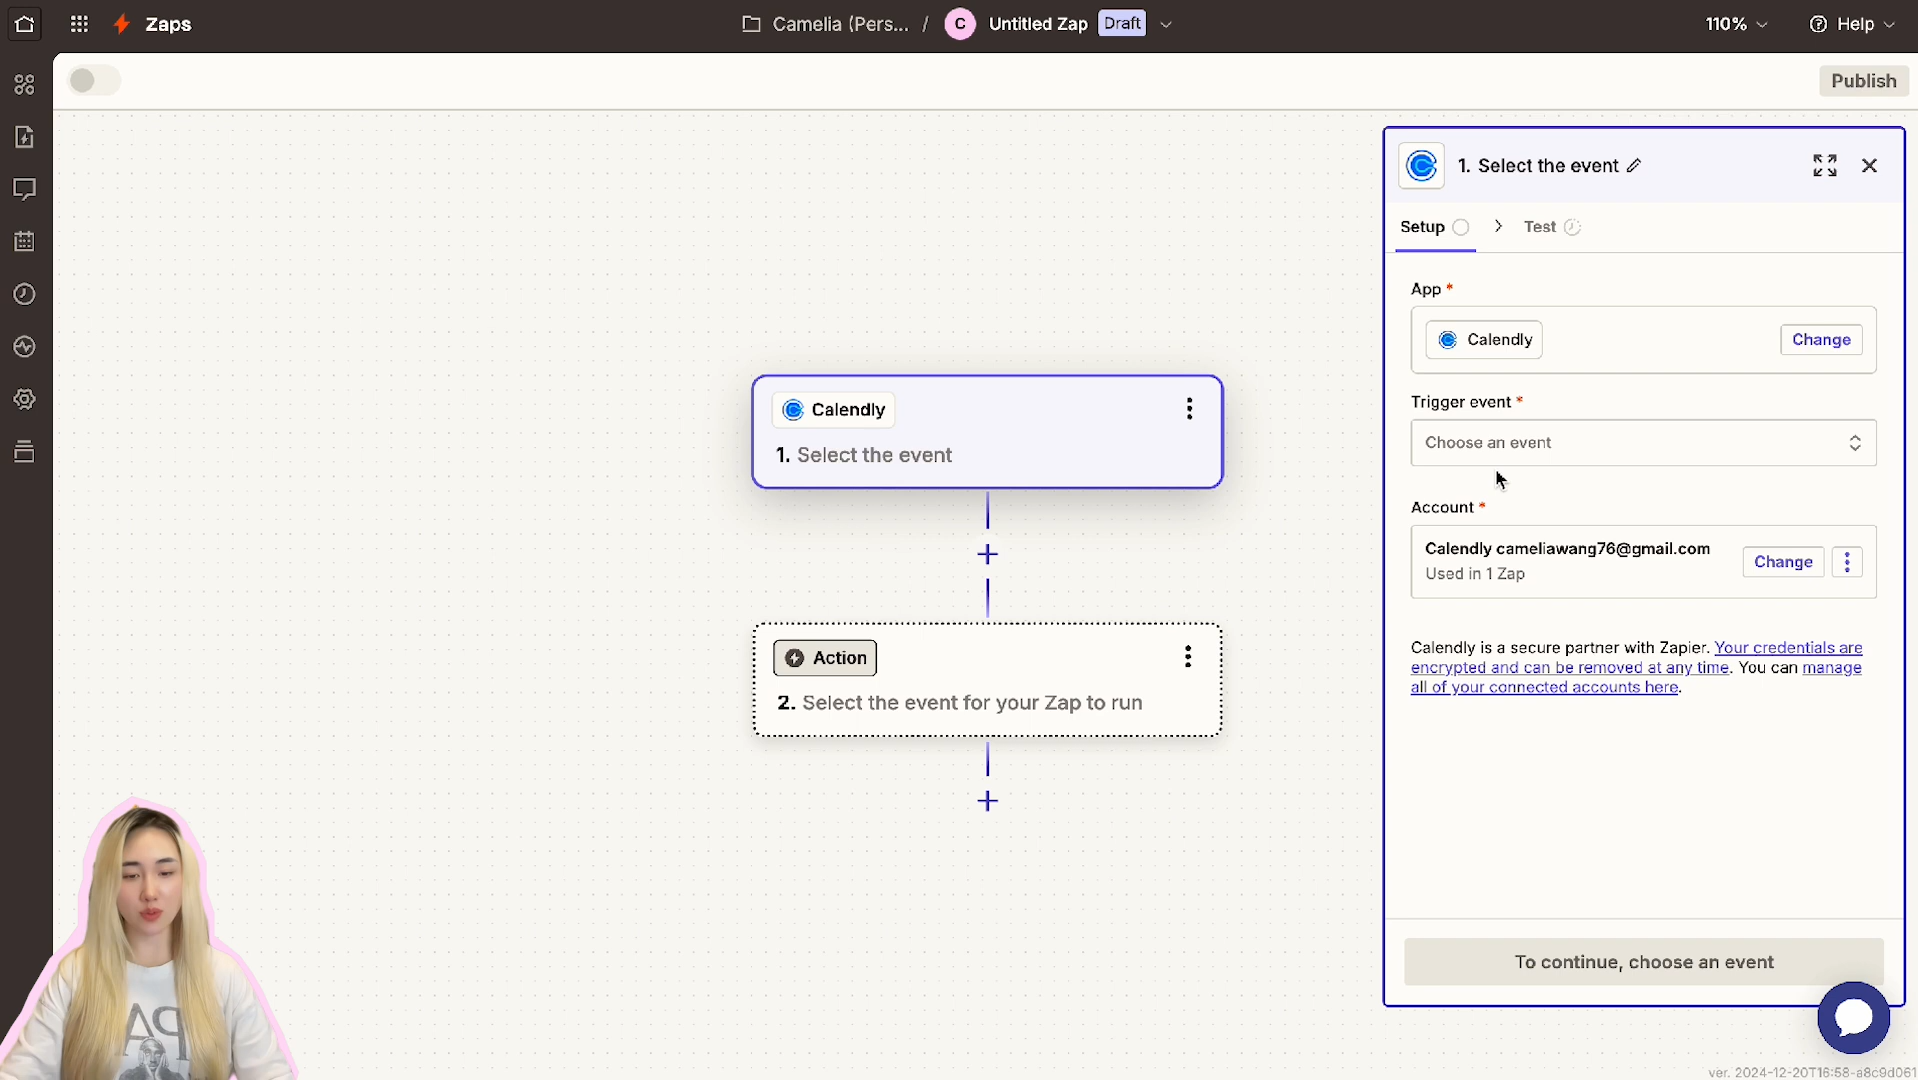 Zaps
Camelia (Pers... / C Untitled Zap Draft
110%
Help
Publish
1. Select the event
Setup
Test
App *
Calendly
Change
Trigger event *
Choose an event
Account *
Calendly cameliawang76@gmail.com
Used in 1 Zap
Change
Calendly is a secure partner with Zapier. Your credentials are
encrypted and can be removed at any time. You can manage
all of your connected accounts here.
To continue, choose an event
Calendly
1. Select the event
Action
2. Select the event for your Zap to run
ver. 2024-12-20T16:58-a8c9d061